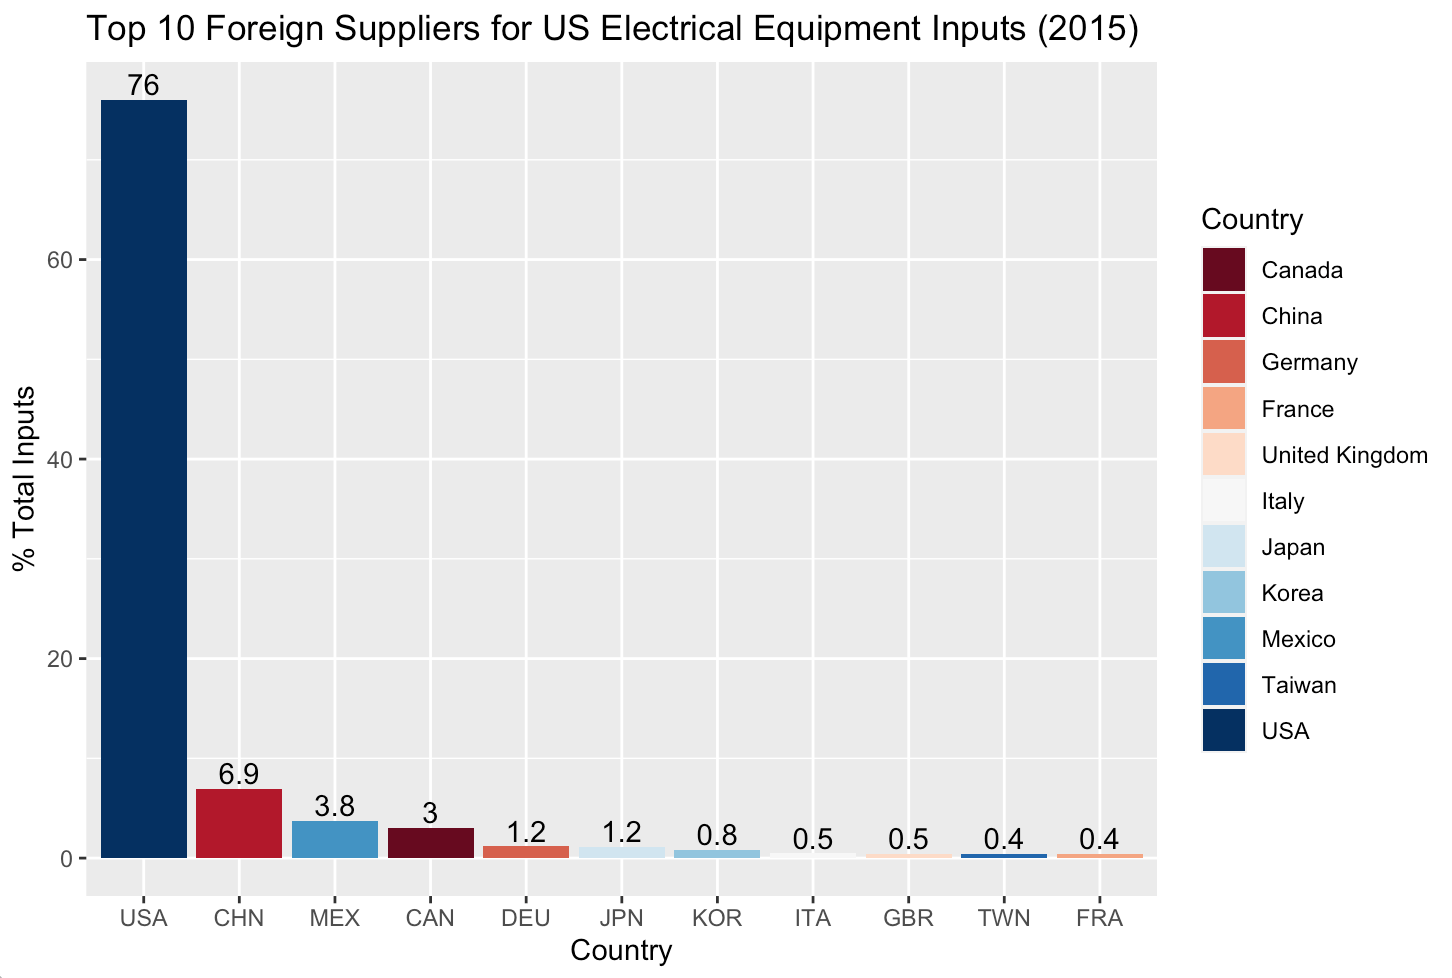 Top 10 Foreign Suppliers for US Electrical Equipment Inputs (2015)
% Total Inputs
60
40
20
0
76
6.9
3.8
3
1.2
1.2
0.8
0.5
0.5
0.4
0.4
USA CHN MEX CAN DEU JPN KOR ITA GBR TWN FRA
Country
Country
Canada
China
Germany
France
United Kingdom
Italy
Japan
Korea
Mexico
Taiwan
USA